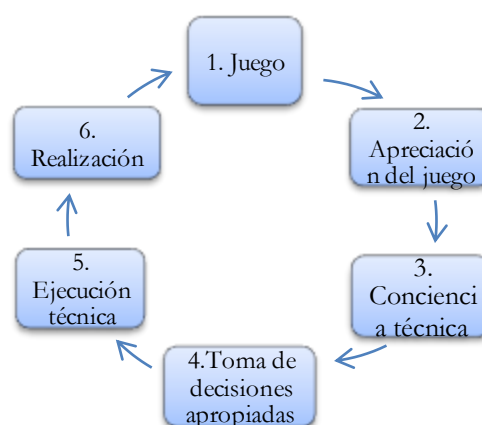 1. Juego
2.
Apreciació
n del juego
3.
Concienci
a técnica
4.Toma de
decisiones
apropiadas
5.
Ejecución
técnica
6.
Realización